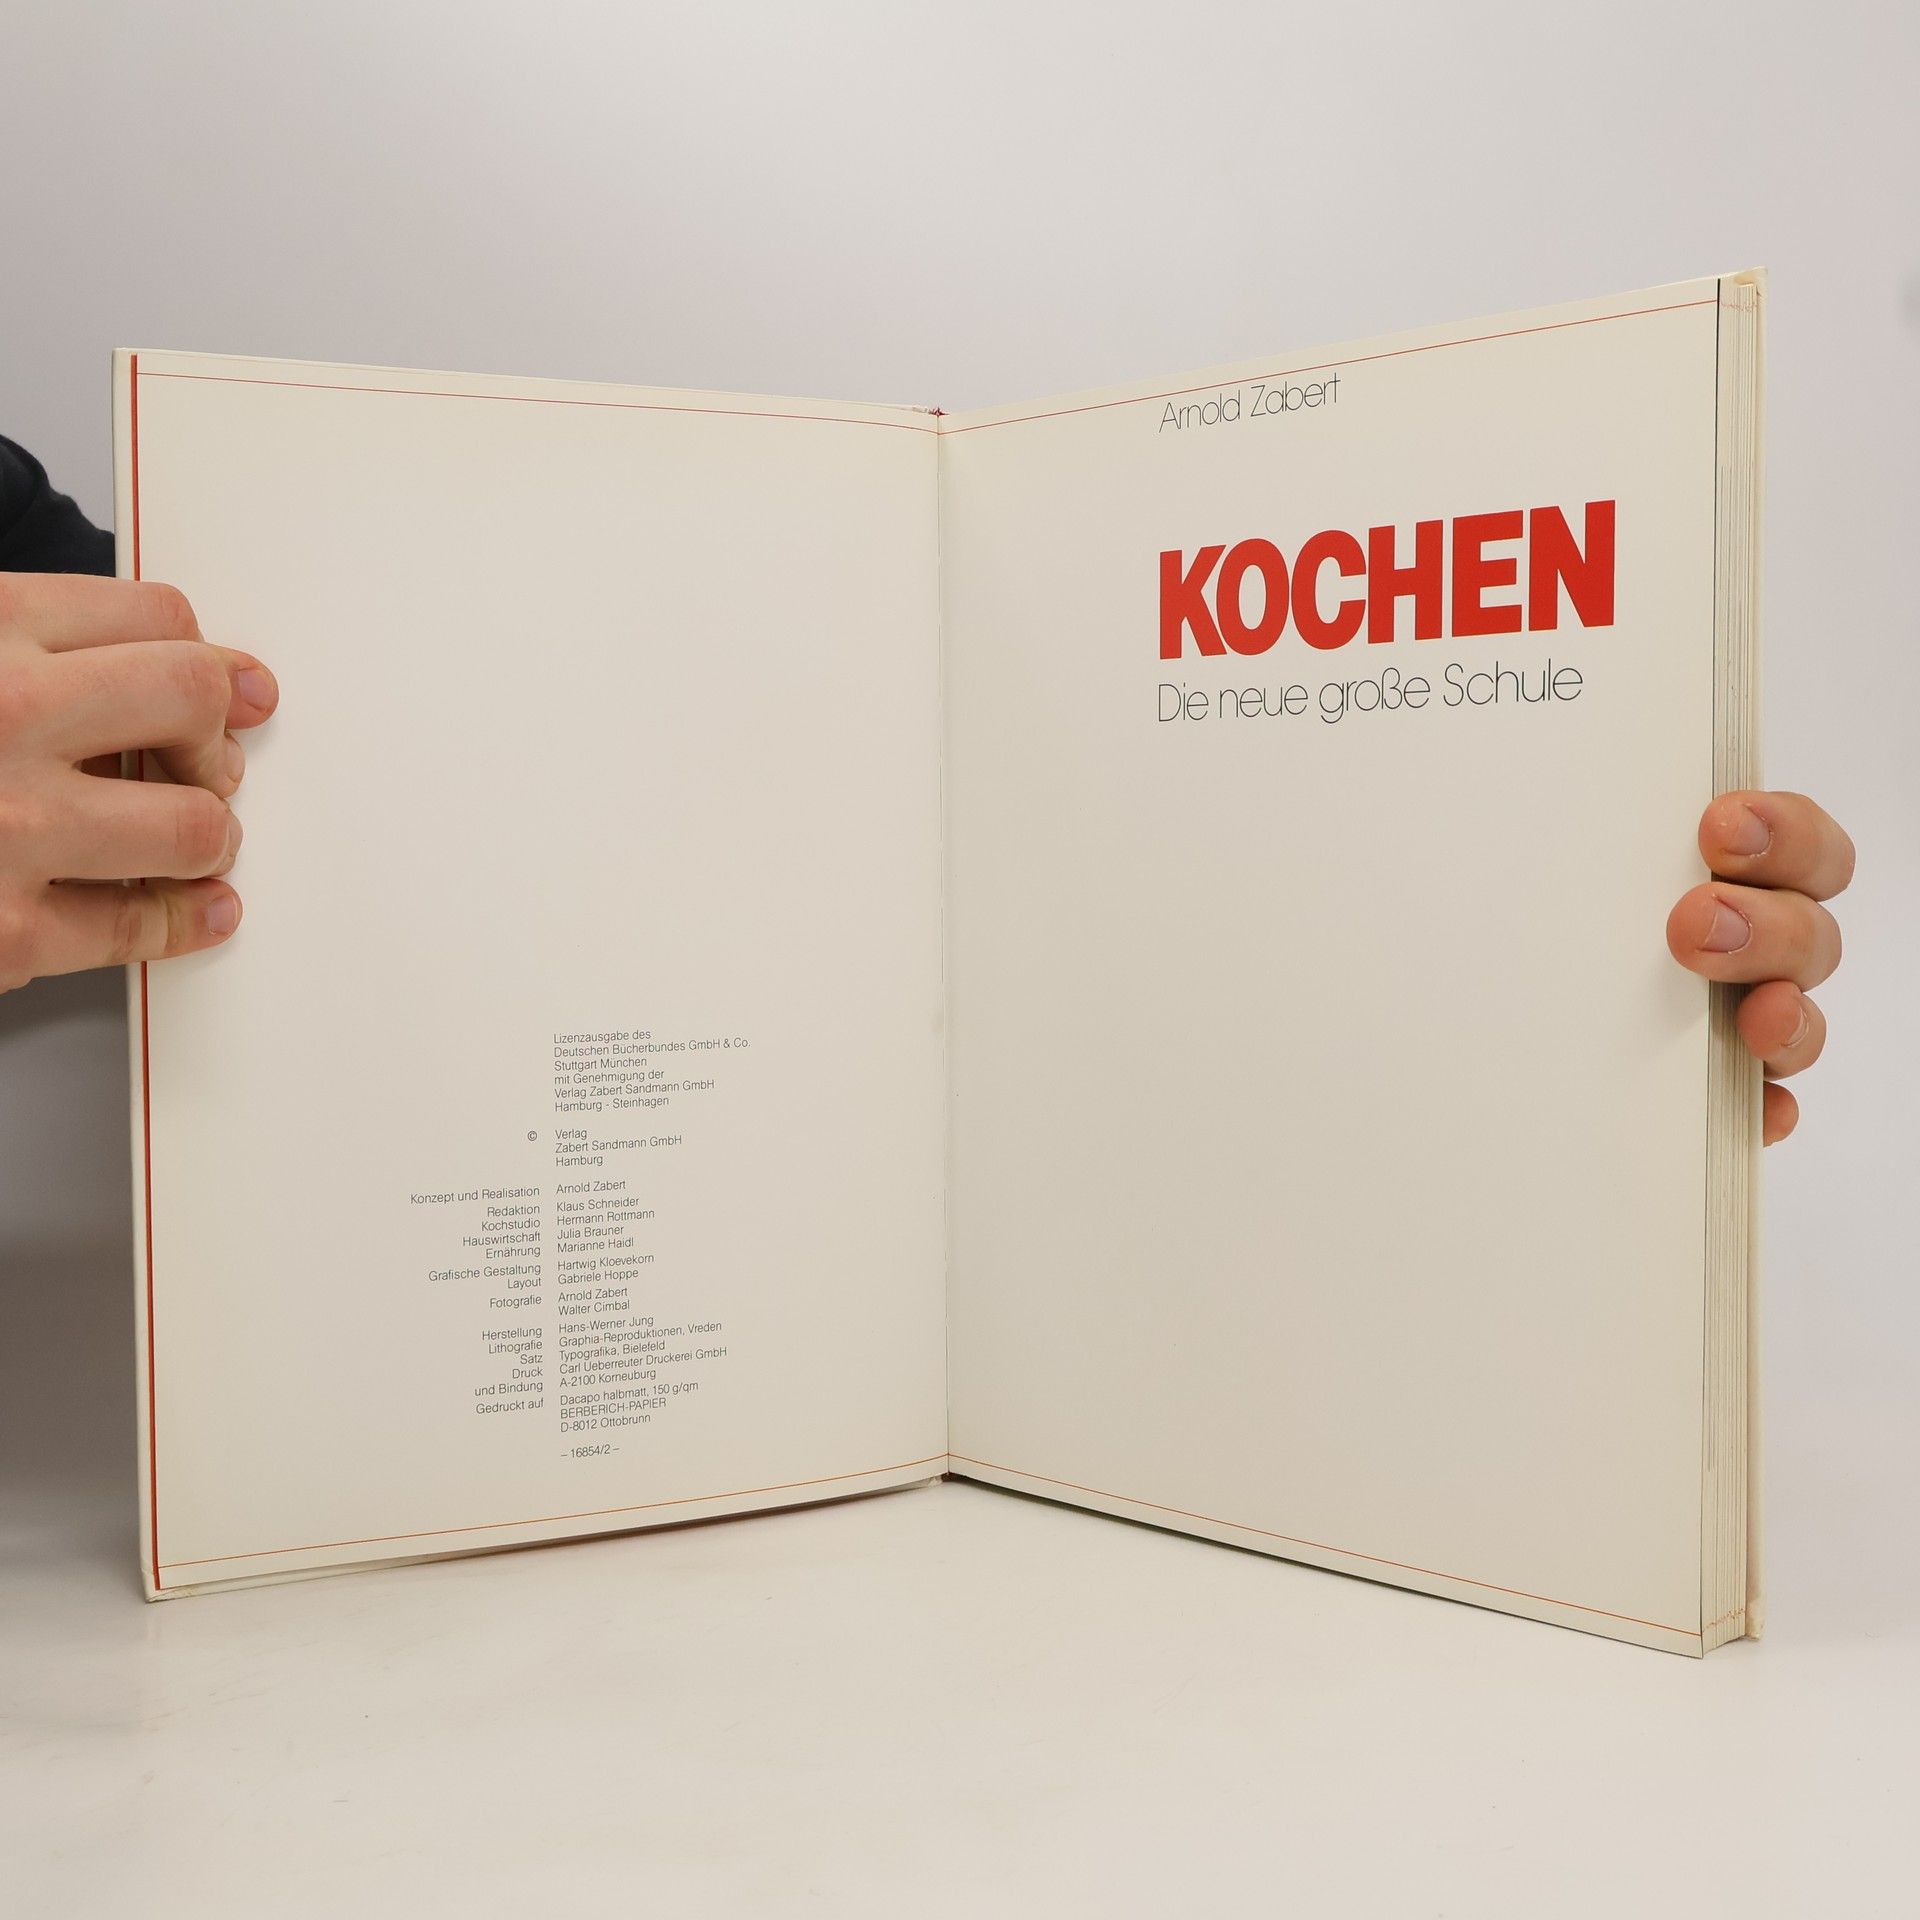 Lizenzausgabe des
Deutschen Bücherbundes GmbH & Co.
Stuttgart München
mit Genehmigung der
Verlag Zabert Sandmann GmbH
Hamburg - Steinhagen
© Verlag
Zabert Sandmann GmbH
Hamburg
Konzept und Realisation Arnold Zabert
Redaktion Klaus Schneider
Kochstudio Hermann Rottmann
Hauswirtschaft Julia Brauner
Ernährung Marianne Haidl
Grafische Gestaltung Hartwig Kloevekorn
Layout Gabriele Hoppe
Fotografie Arnold Zabert
Walter Cimbal
Herstellung Hans-Werner Jung
Lithografie Graphia-Reproduktionen, Vreden
Satz Typografika, Bielefeld
Druck Carl Ueberreuter Druckerei GmbH
und Bindung A-2100 Korneuburg
Gedruckt auf Dacapo halbmatt, 150 g/qm
BERBERICH-PAPIER
D-8012 Ottobrunn
– 16854/2 –
Arnold Zabert
KOCHEN
Die neue große Schule